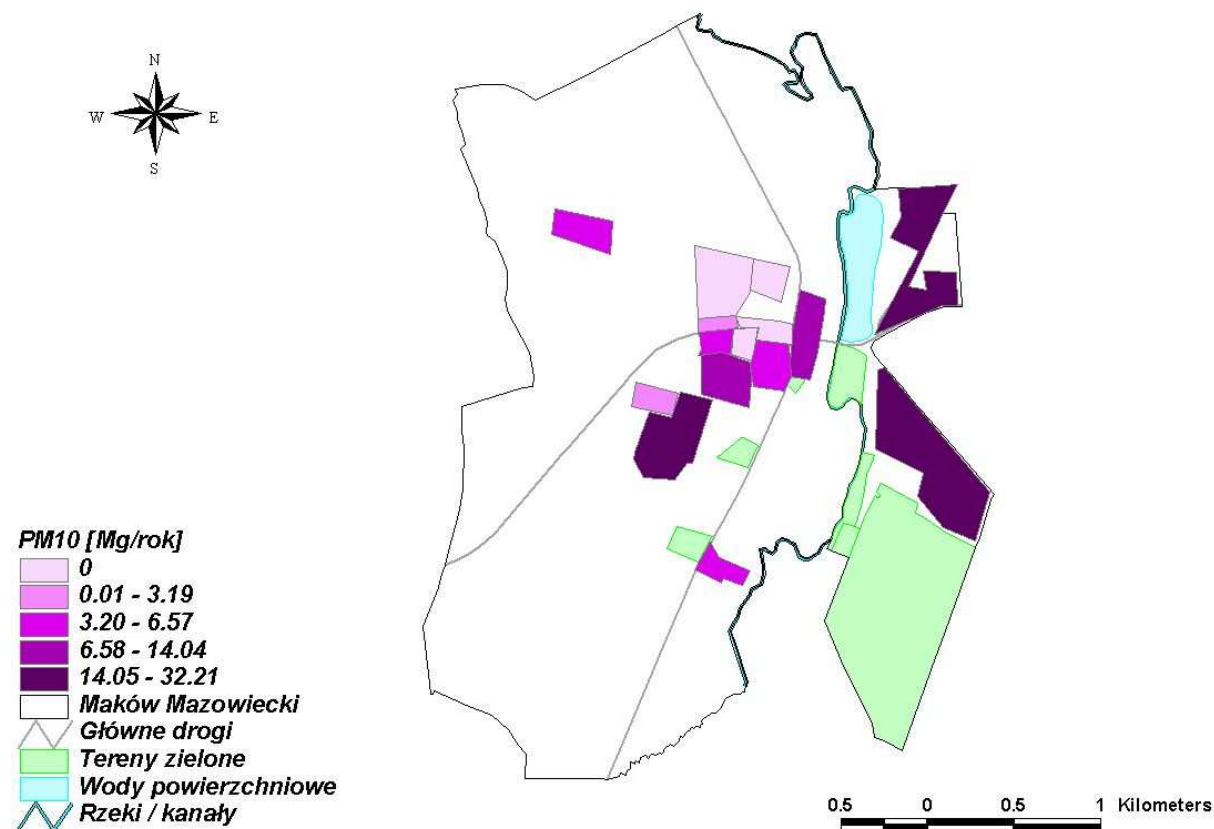 N
W E
S
PM10 [Mg/rok]
0
0.01 - 3.19
3.20 - 6.57
6.58 - 14.04
14.05 - 32.21
Maków Mazowiecki
Główne drogi
Tereny zielone
Wody powierzchniowe
Rzeki / kanały
0.5 0 0.5 1 Kilometers